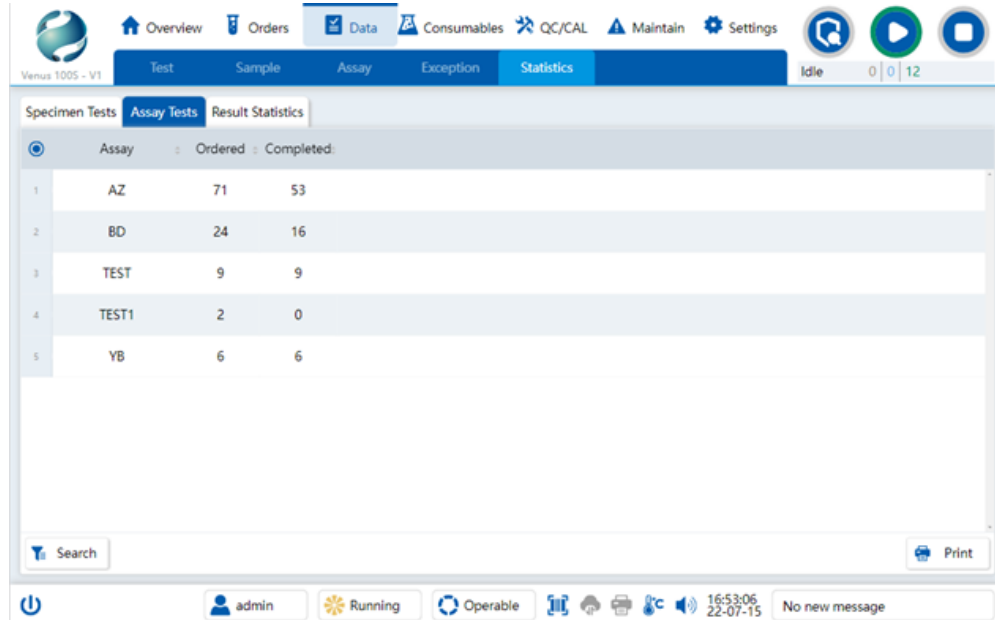 Overview Orders Data Consumables QC/CAL Maintain Settings
Venus 100S - V1 Test Sample Assay Exception Statistics Idle 0 0 12
Specimen Tests Assay Tests Result Statistics
Assay Ordered Completed
1 AZ 71 53
2 BD 24 16
3 TEST 9 9
4 TEST1 2 0
5 YB 6 6
Search Print
admin Running Operable °C 16:53:06 No new message
22-07-15